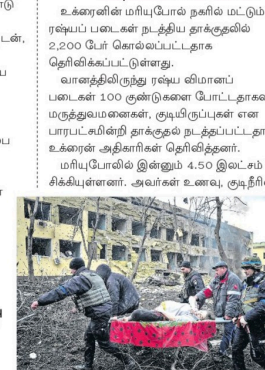 உக்ரைனின் மரியுபோல் நகரில் மட்டும்
ரஷ்யப் படைகள் நடத்திய தாக்குதலில்
2,200 பேர் கொல்லப்பட்டதாக
தெரிவிக்கப்பட்டுள்ளது.
வானத்திலிருந்து ரஷ்ய விமானப்
படைகள் 100 குண்டுகளை போட்டதாகவ
மருத்துவமனைகள், குடியிருப்புகள் என
பாரபட்சமின்றி தாக்குதல் நடத்தப்பட்டதா
உக்ரைன் அதிகாரிகள் தெரிவித்தனர்.
மரியுபோலில் இன்னும் 4.50 இலட்சம்
சிக்கியுள்ளனர். அவர்கள் உணவு, குடிநீரி